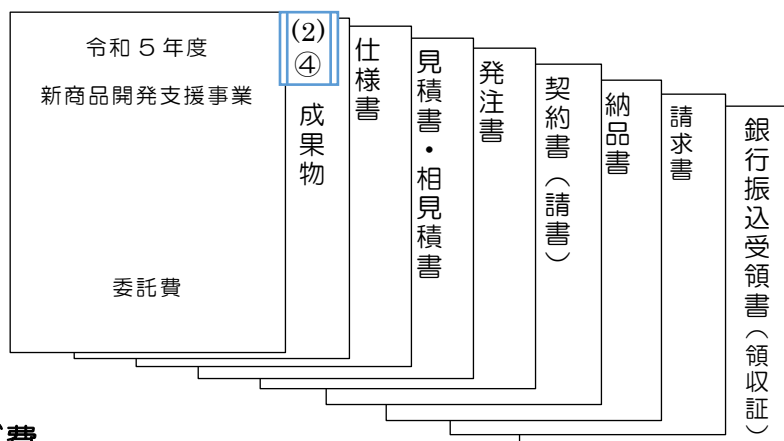 令和5年度
新商品開発支援事業
委託費
(2)
④
成果物
仕様書
見積書・相見積書
発注書
契約書（請書）
納品書
請求書
銀行振込受領書（領収証）
費